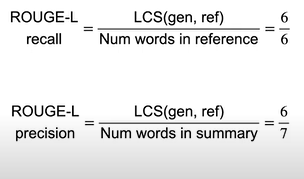 ROUGE-L recall = LCS(gen, ref) / Num words in reference = 6/6
ROUGE-L precision = LCS(gen, ref) / Num words in summary = 6/7